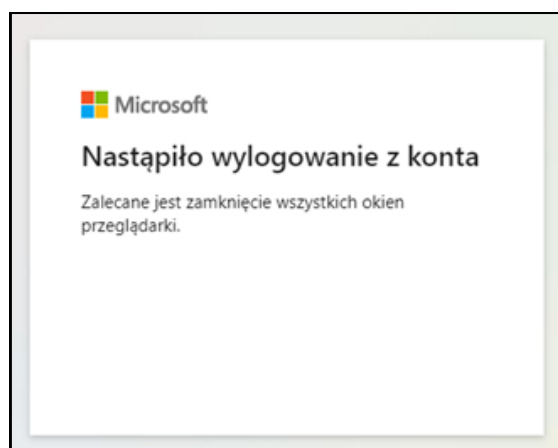 Microsoft
Nastąpiło wylogowanie z konta
Zalecane jest zamknięcie wszystkich okien
przeglądarki.